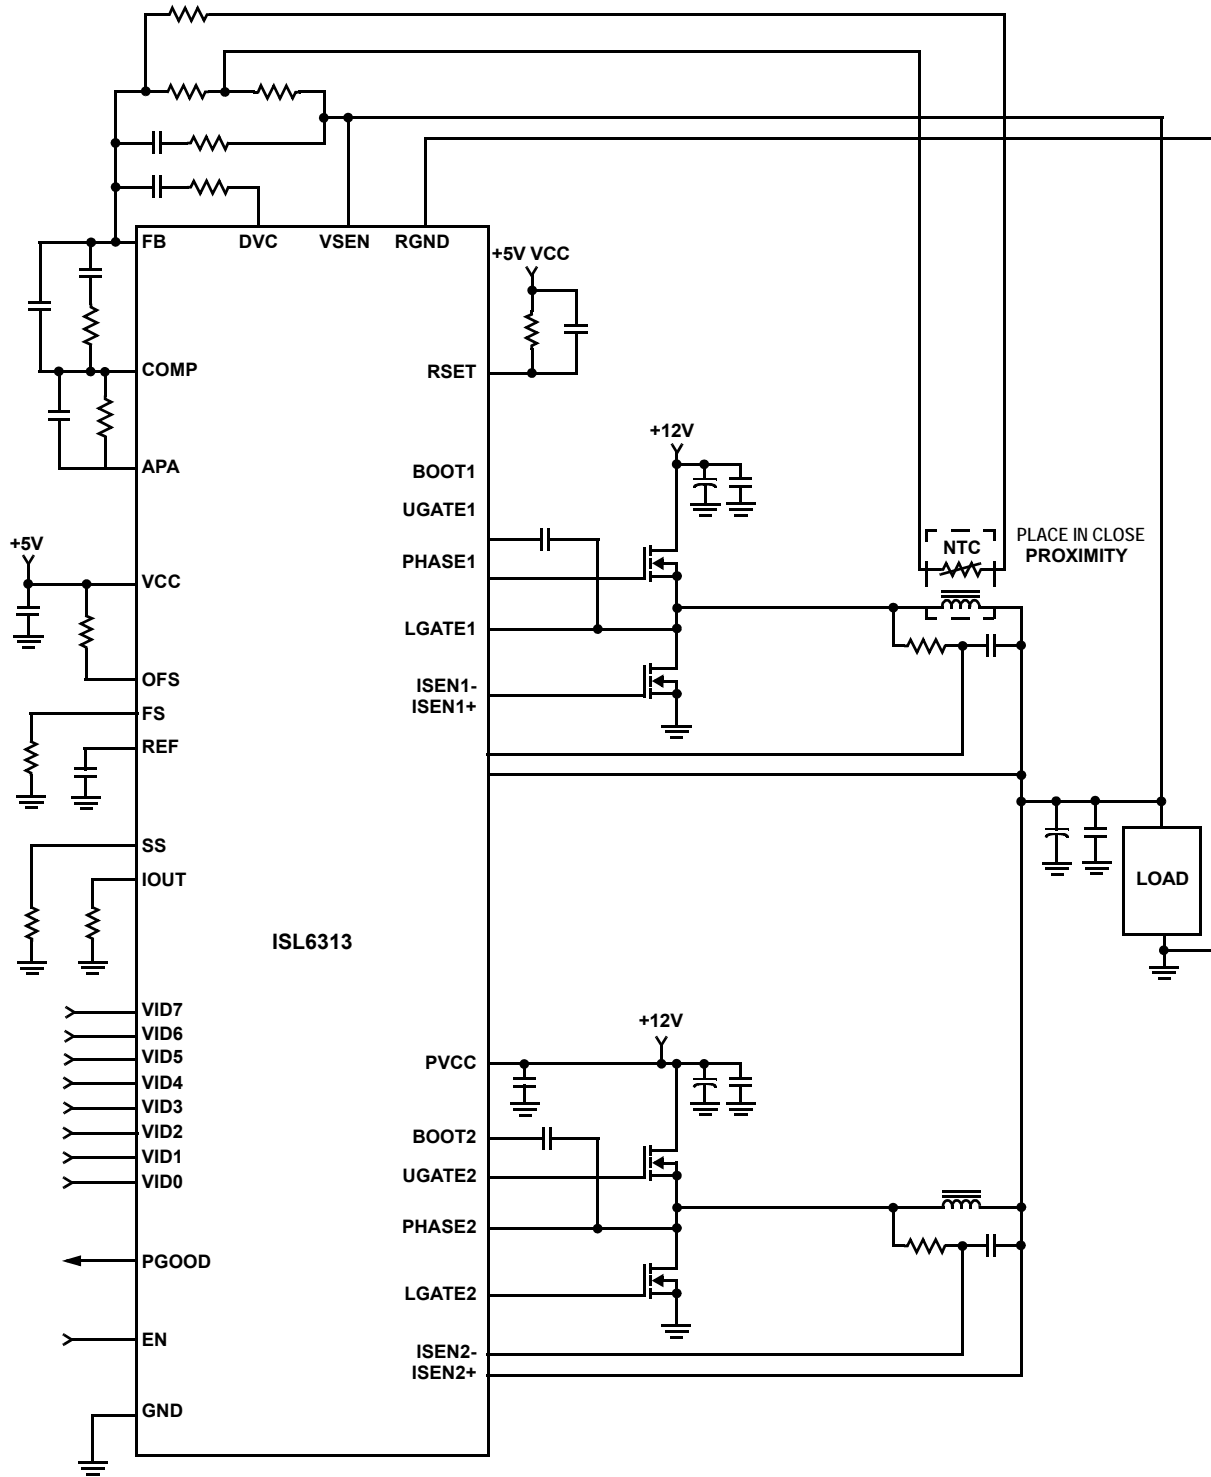 FB
DVC
VSEN
RGND
+5V VCC
COMP
RSET
+12V
APA
BOOT1
UGATE1
PHASE1
LGATE1
ISEN1-
ISEN1+
NTC
PLACE IN CLOSE
PROXIMITY
+5V
VCC
OFS
FS
REF
SS
IOUT
LOAD
ISL6313
VID7
VID6
VID5
VID4
VID3
VID2
VID1
VID0
+12V
PVCC
BOOT2
UGATE2
PHASE2
LGATE2
ISEN2-
ISEN2+
PGOOD
EN
GND